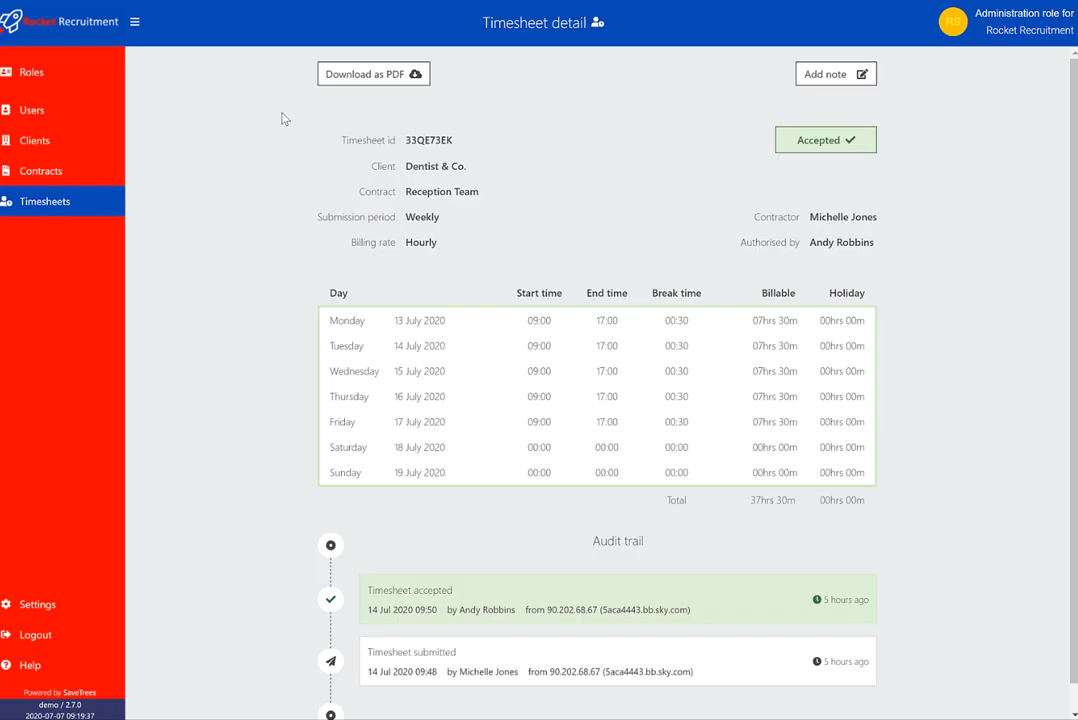 Rocket Recruitment
Timesheet detail
RS
Administration role for
Rocket Recruitment
Roles
Users
Clients
Contracts
Timesheets
Settings
Logout
Help
Powered by SaveTrees
demo / 2.7.0
2020-07-07 09:19:37
Download as PDF
Add note
Timesheet id 33QE73EK
Accepted
Client Dentist & Co.
Contract Reception Team
Submission period Weekly
Contractor Michelle Jones
Billing rate Hourly
Authorised by Andy Robbins
Day Start time End time Break time Billable Holiday
Monday 13 July 2020 09:00 17:00 00:30 07hrs 30m 00hrs 00m
Tuesday 14 July 2020 09:00 17:00 00:30 07hrs 30m 00hrs 00m
Wednesday 15 July 2020 09:00 17:00 00:30 07hrs 30m 00hrs 00m
Thursday 16 July 2020 09:00 17:00 00:30 07hrs 30m 00hrs 00m
Friday 17 July 2020 09:00 17:00 00:30 07hrs 30m 00hrs 00m
Saturday 18 July 2020 00:00 00:00 00:00 00hrs 00m 00hrs 00m
Sunday 19 July 2020 00:00 00:00 00:00 00hrs 00m 00hrs 00m
Total 37hrs 30m 00hrs 00m
Audit trail
Timesheet accepted
14 Jul 2020 09:50 by Andy Robbins from 90.202.68.67 (5aca4443.bb.sky.com)
5 hours ago
Timesheet submitted
14 Jul 2020 09:48 by Michelle Jones from 90.202.68.67 (5aca4443.bb.sky.com)
5 hours ago